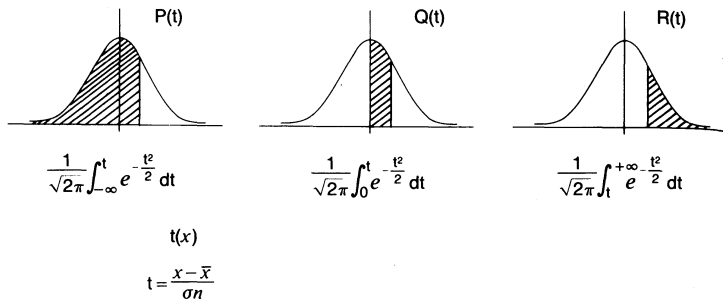 P(t) Q(t) R(t)
1/√2π ∫_{-∞}^{t} e^{-t²/2} dt 1/√2π ∫_{0}^{t} e^{-t²/2} dt 1/√2π ∫_{t}^{+∞} e^{-t²/2} dt
t(x)
t = (x − x̄)/σn